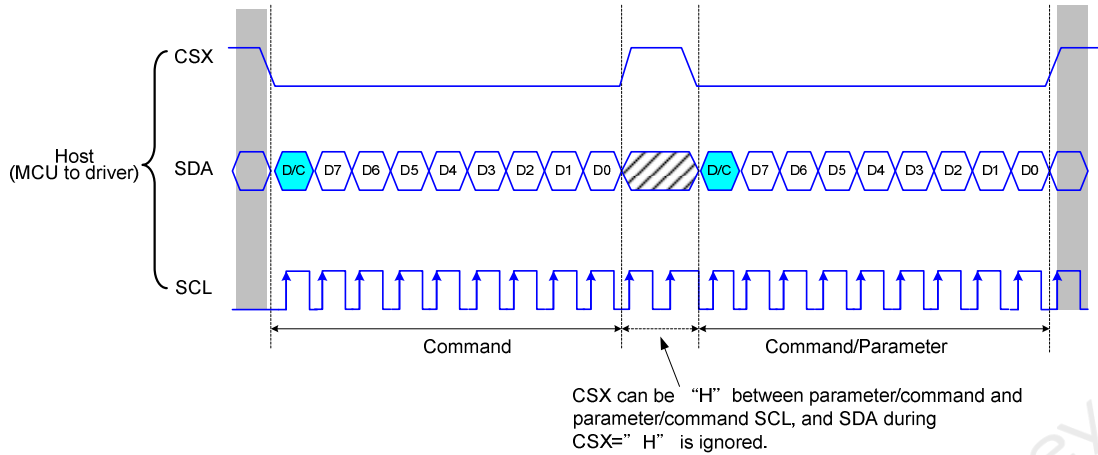 CSX
Host
(MCU to driver)
SDA
D/C D7 D6 D5 D4 D3 D2 D1 D0 D/C D7 D6 D5 D4 D3 D2 D1 D0
SCL
Command Command/Parameter
CSX can be “H” between parameter/command and
parameter/command SCL, and SDA during
CSX=”H” is ignored.
ey